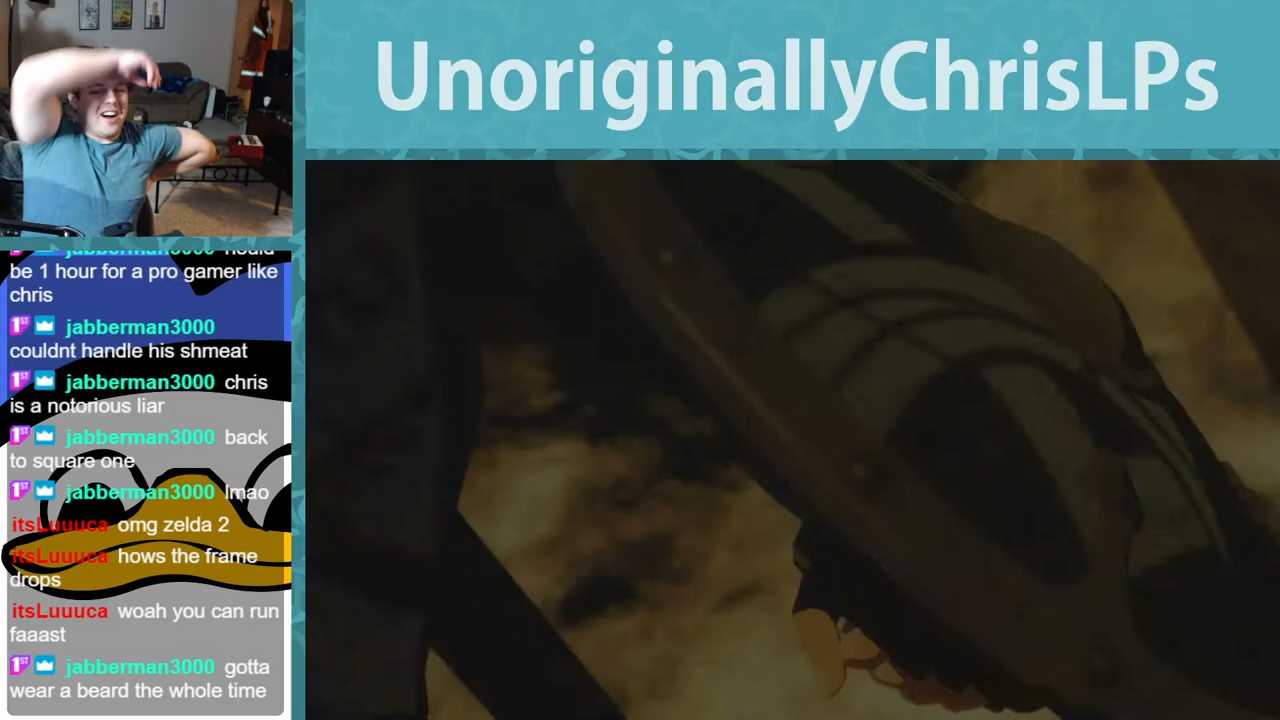 UnoriginallyChrisLPs
jabberman3000
be 1 hour for a pro gamer like
chris
jabberman3000
couldnt handle his shmeat
jabberman3000 chris
is a notorious liar
jabberman3000 back
to square one
jabberman3000 lmao
itsLuuuca omg zelda 2
itsLuuuca hows the frame
drops
itsLuuuca woah you can run
faaast
jabberman3000 gotta
wear a beard the whole time